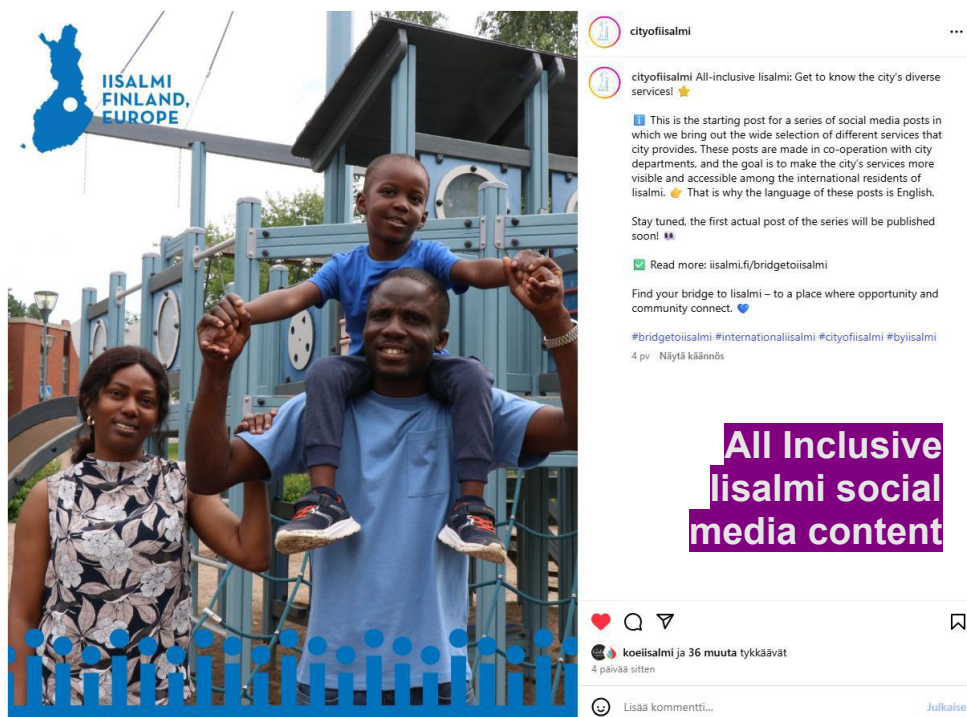 IISALMI
FINLAND,
EUROPE
cityofiisalmi
cityofiisalmi All-inclusive Iisalmi: Get to know the city's diverse
services! ⭐
ℹ️ This is the starting post for a series of social media posts in
which we bring out the wide selection of different services that
city provides. These posts are made in co-operation with city
departments, and the goal is to make the city's services more
visible and accessible among the international residents of
Iisalmi. 👉 That is why the language of these posts is English.
Stay tuned, the first actual post of the series will be published
soon! 👀
✅ Read more: iisalmi.fi/bridgetoiisalmi
Find your bridge to Iisalmi – to a place where opportunity and
community connect. 💙
#bridgetoiisalmi #internationaliisalmi #cityofiisalmi #byiisalmi
4 pv Näytä käännös
All Inclusive
Iisalmi social
media content
koeiisalmi ja 36 muuta tykkäävät
4 päivää sitten
Lisää kommentti...
Julkaise